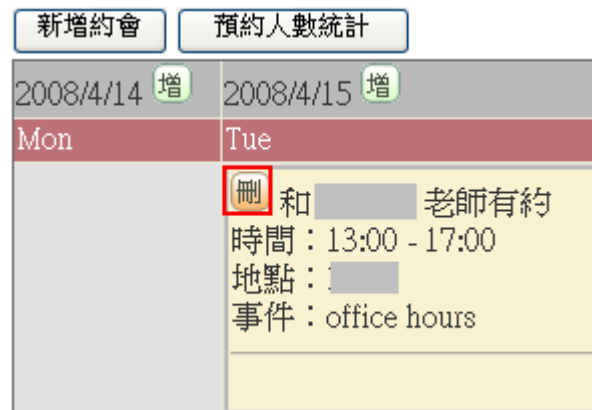 新增約會 預約人數統計
2008/4/14 增 2008/4/15 增
Mon Tue
刪 和 老師有約
時間：13:00 - 17:00
地點：
事件：office hours